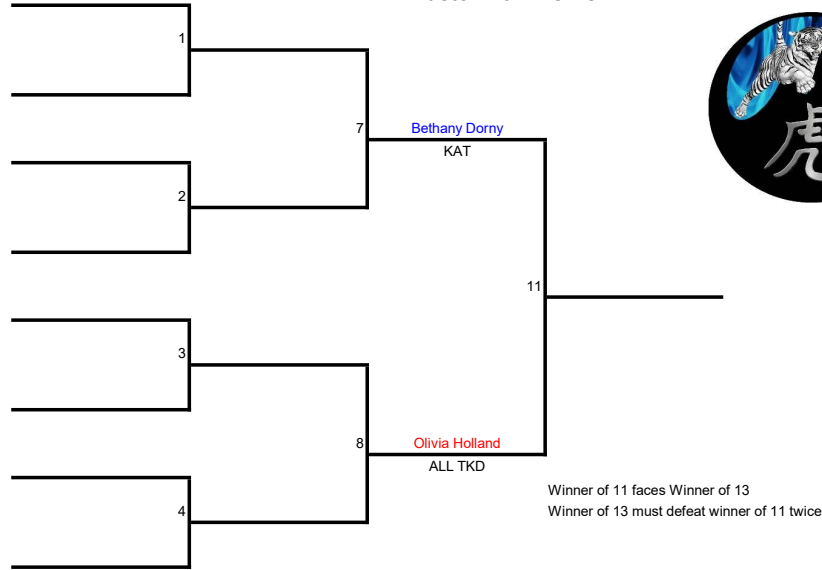 1
7
Bethany Dorny
KAT
2
虎
11
3
8
Olivia Holland
ALL TKD
Winner of 11 faces Winner of 13
Winner of 13 must defeat winner of 11 twice
4